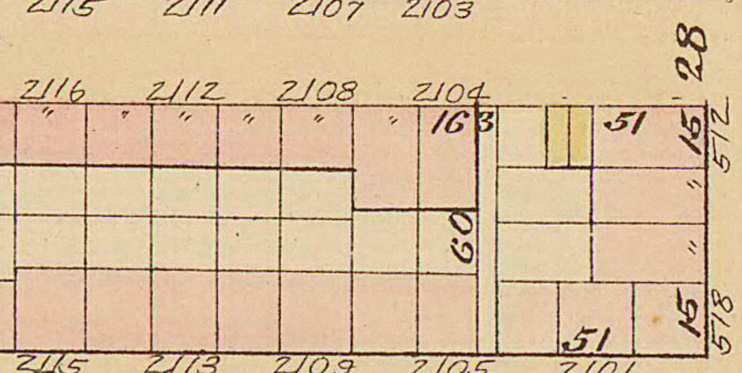 2115 2111 2107 2103
28
2116 2112 2108 2104
" " " " " " 16 3 51 15 512
"
60 "
51 15 518
2115 2113 2109 2105 2101